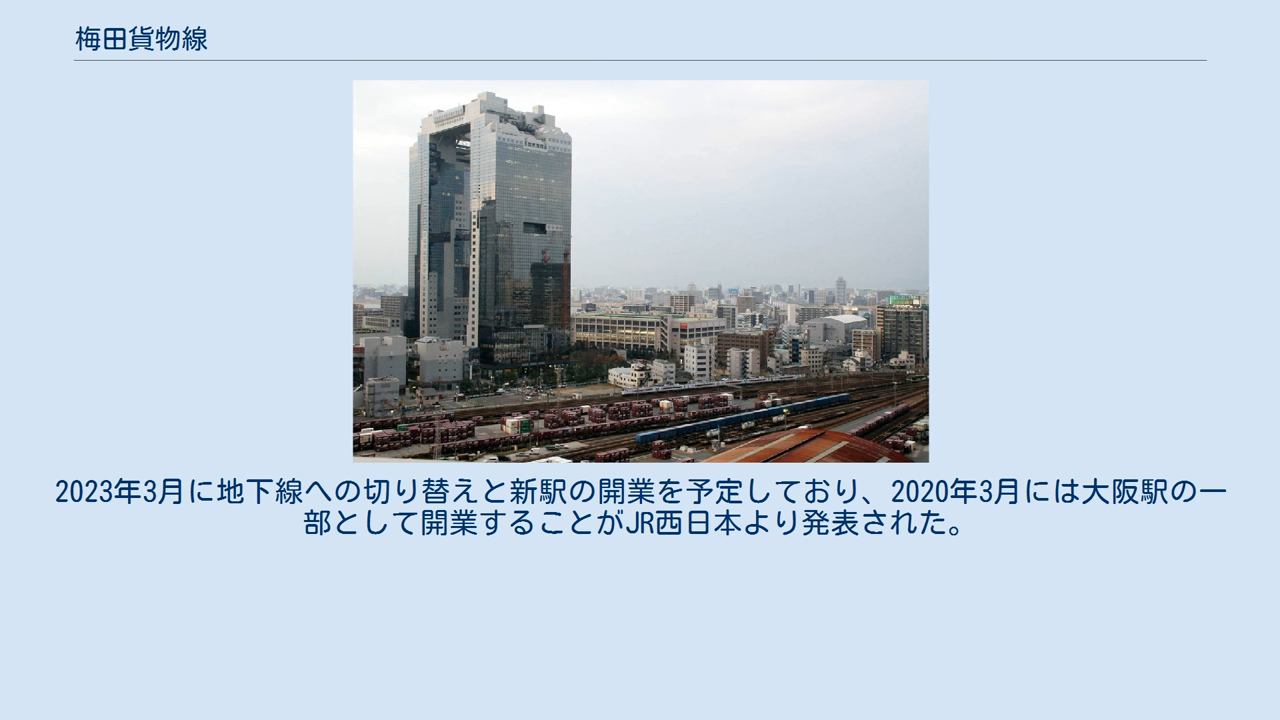 梅田貨物線
2023年3月に地下線への切り替えと新駅の開業を予定しており、2020年3月には大阪駅の一
部として開業することがJR西日本より発表された。